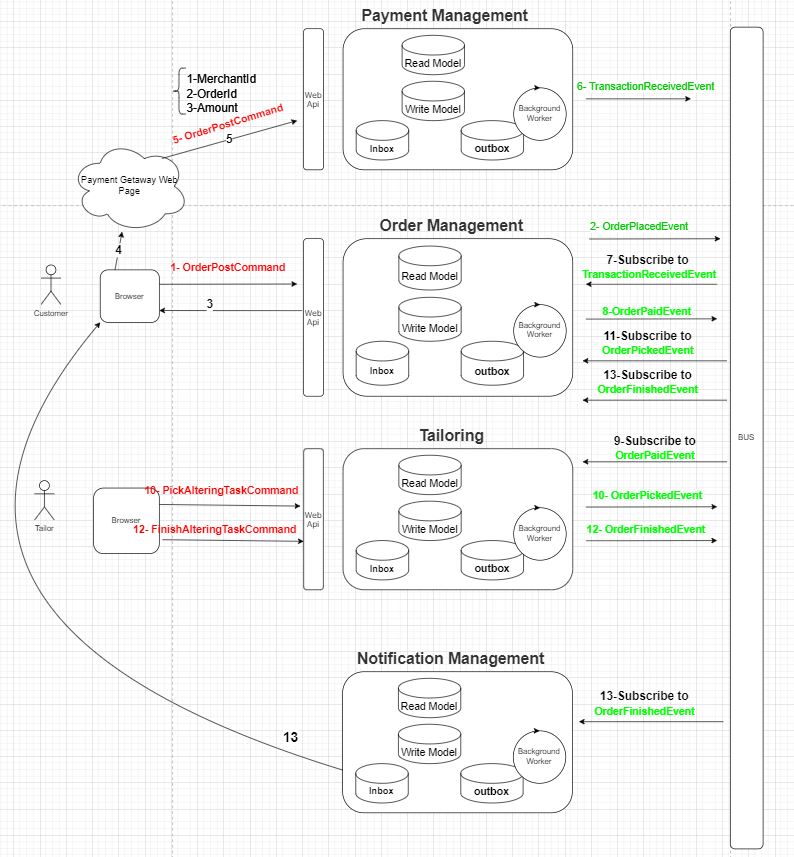 Payment Management
1-MerchantId
2-OrderId
3-Amount
5- OrderPostCommand
5
Web
Api
Read Model
Write Model
Inbox
outbox
Background
Worker
6- TransactionReceivedEvent
Payment Getaway Web
Page
4
Order Management
Customer
Browser
1- OrderPostCommand
3
Web
Api
Read Model
Write Model
Inbox
outbox
Background
Worker
2- OrderPlacedEvent
7-Subscribe to
TransactionReceivedEvent
8-OrderPaidEvent
11-Subscribe to
OrderPickedEvent
13-Subscribe to
OrderFinishedEvent
BUS
Tailoring
Tailor
Browser
10- PickAlteringTaskCommand
12- FinishAlteringTaskCommand
Web
Api
Read Model
Write Model
Inbox
outbox
Background
Worker
9-Subscribe to
OrderPaidEvent
10- OrderPickedEvent
12- OrderFinishedEvent
Notification Management
13
Read Model
Write Model
Inbox
outbox
Background
Worker
13-Subscribe to
OrderFinishedEvent